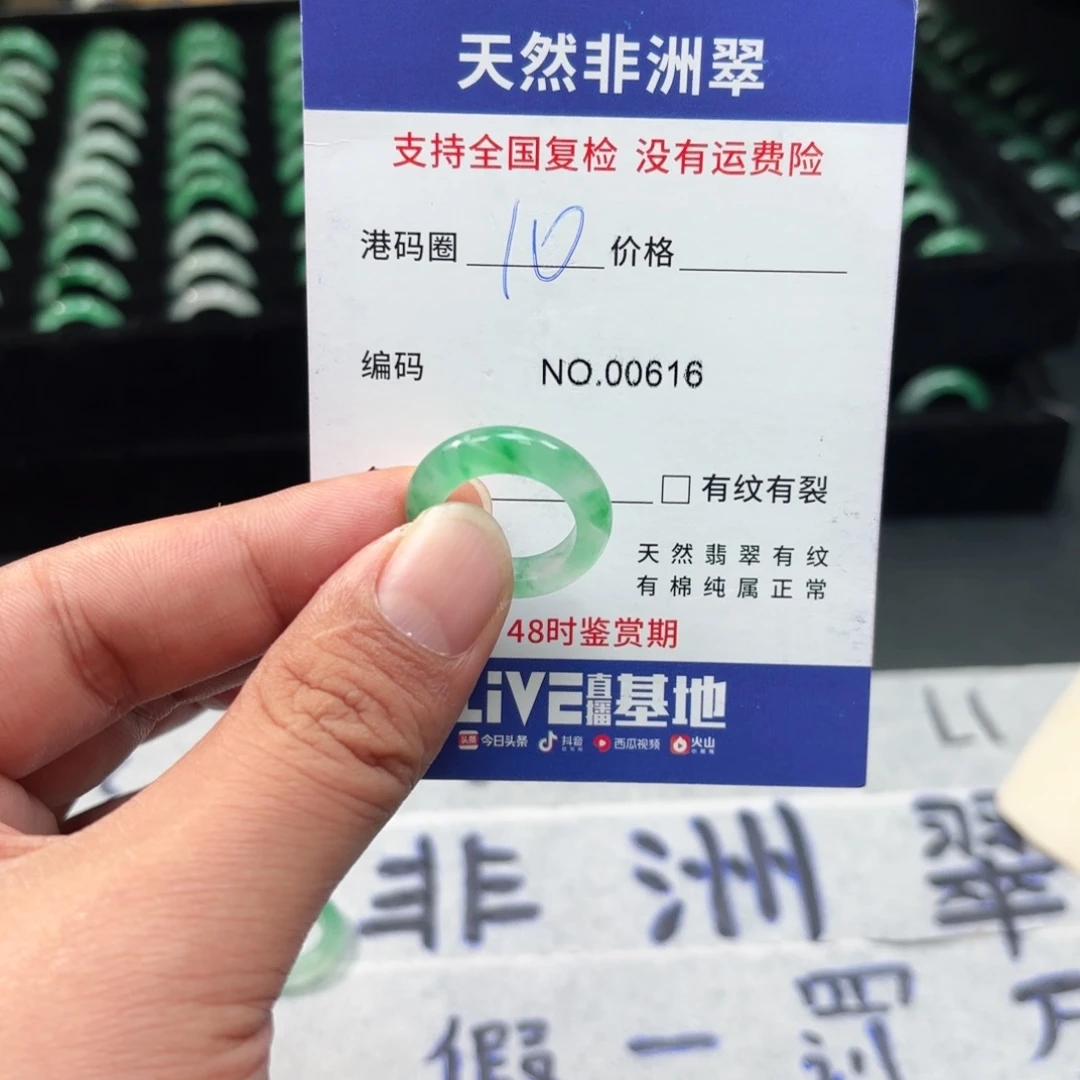 天然非洲翠
支持全国复检 没有运费险
港码圈 10 价格
编码 NO.00616
有纹有裂
天然翡翠有纹
有棉纯属正常
48时鉴赏期
LIVE直播基地
今日头条 抖音 西瓜视频 火山
非洲翠
假一罚